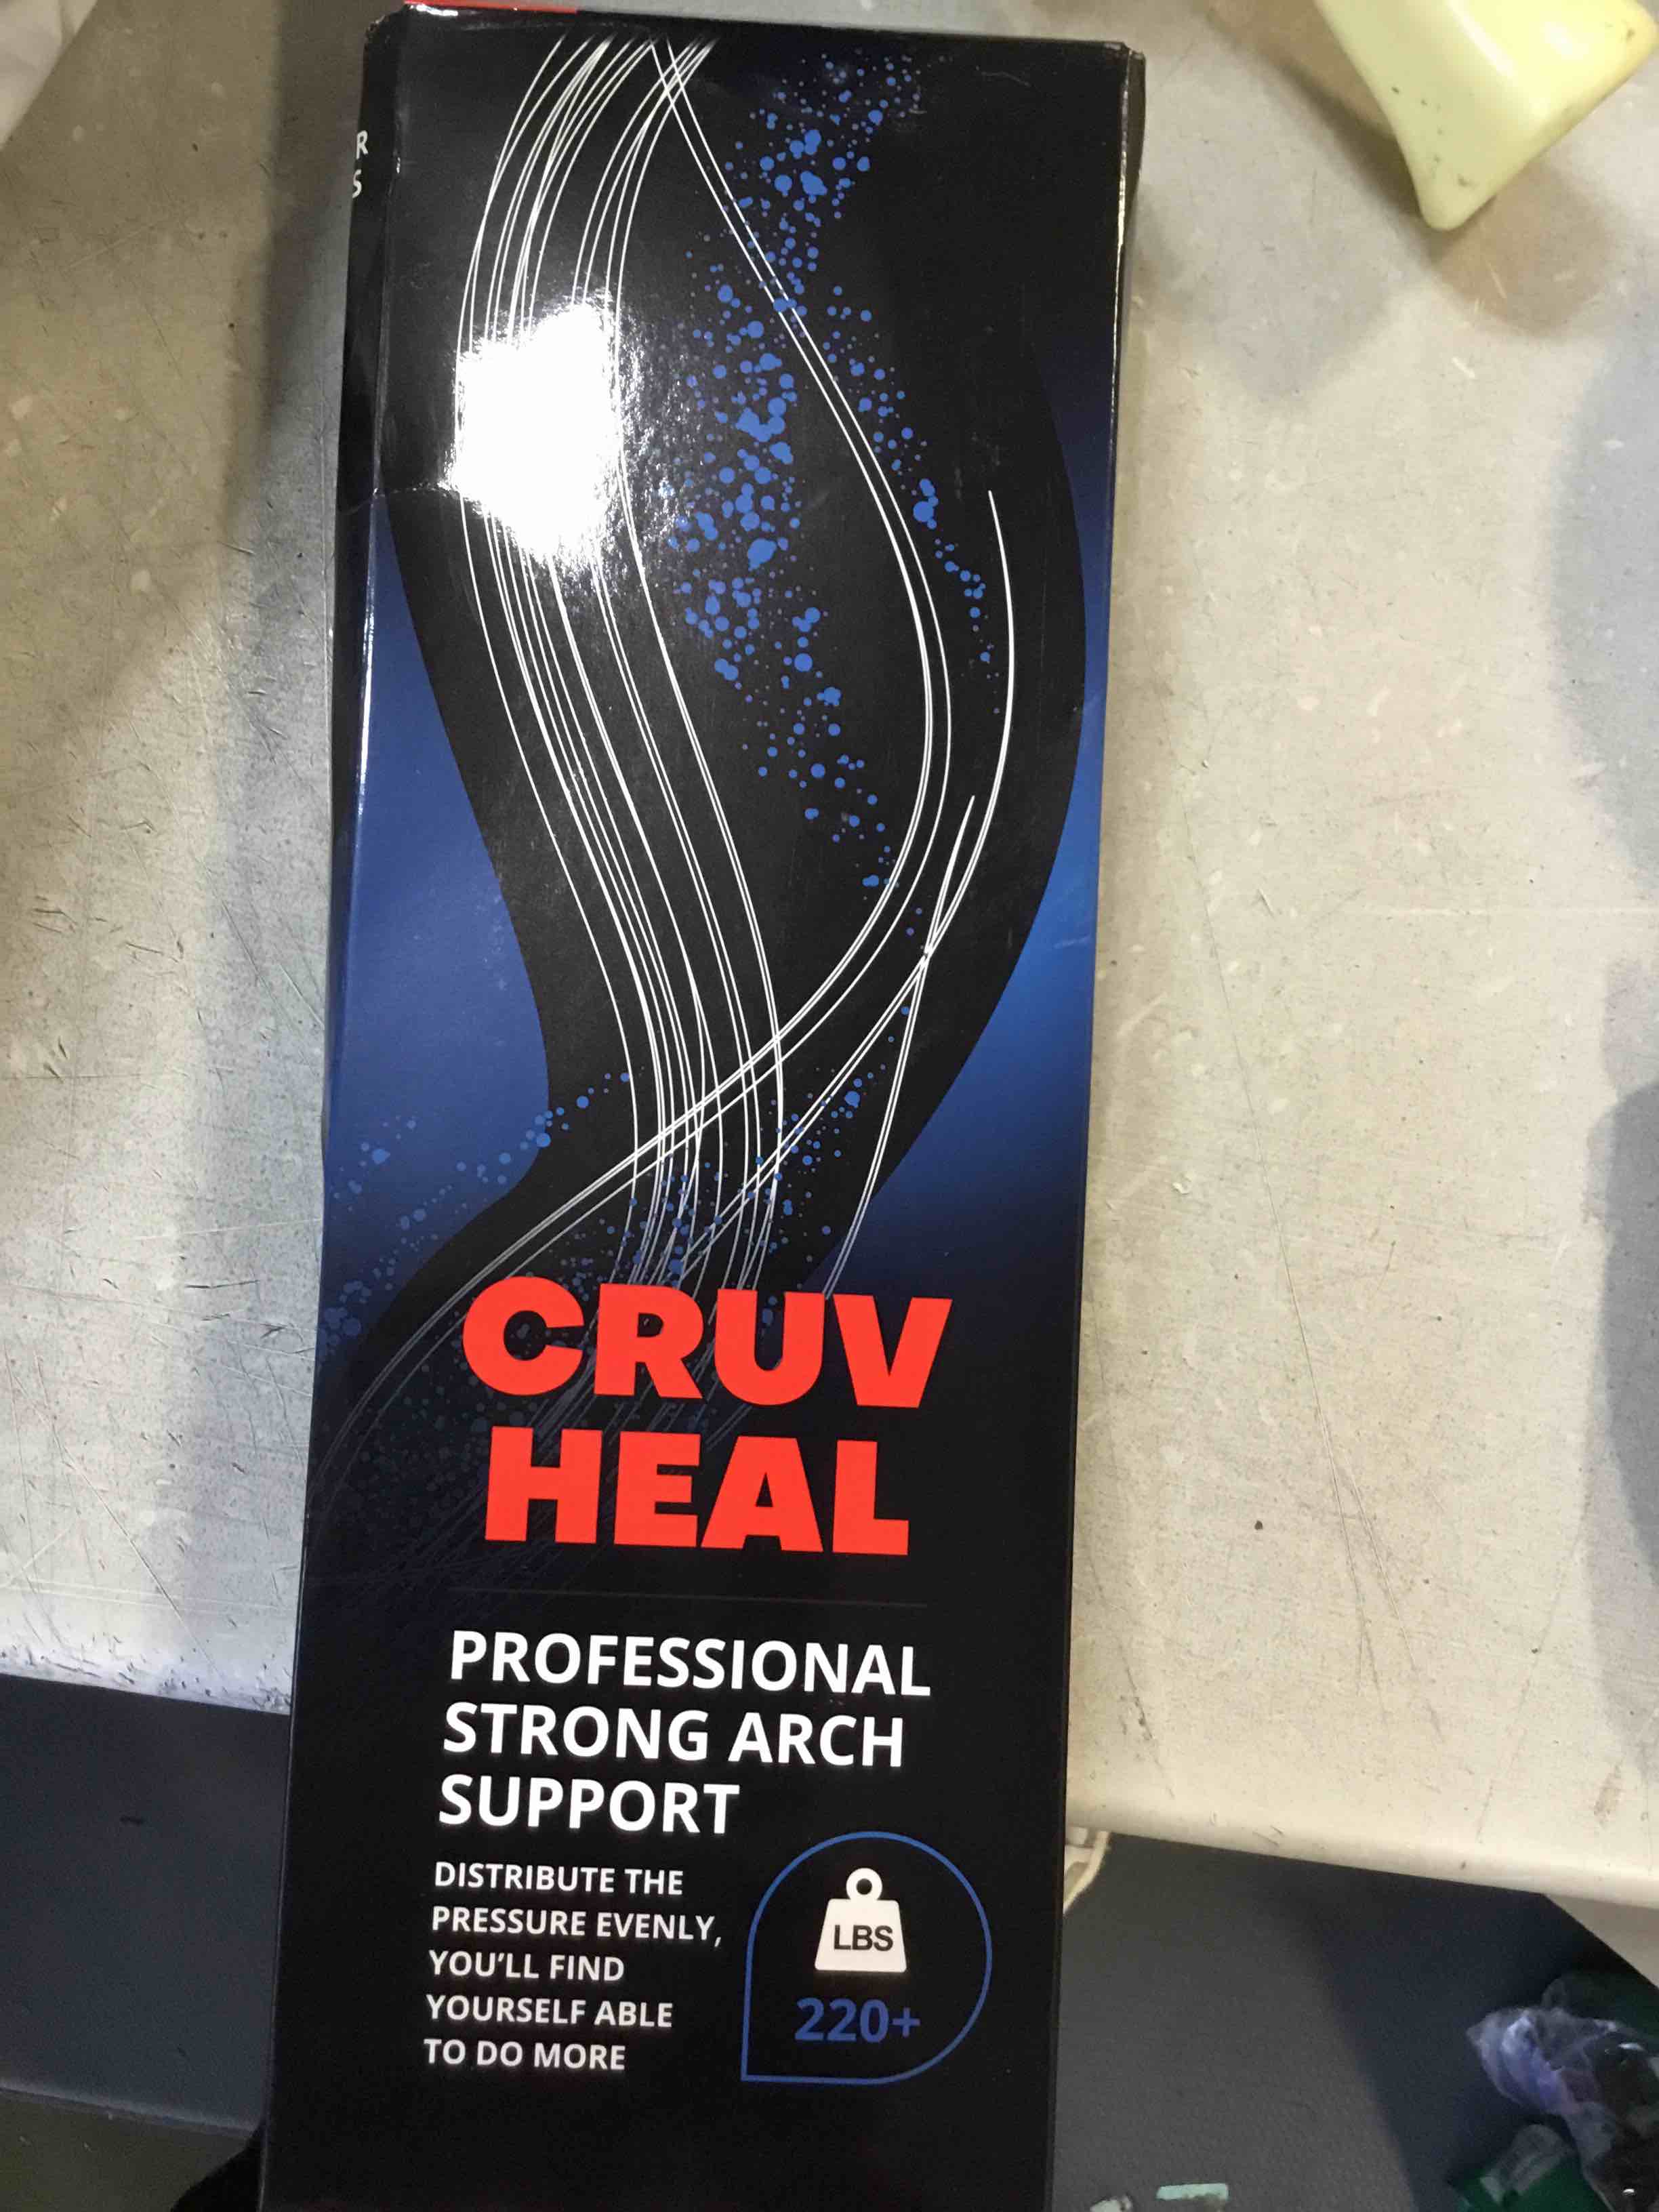 R
S
CRUV
HEAL
PROFESSIONAL
STRONG ARCH
SUPPORT
DISTRIBUTE THE
PRESSURE EVENLY,
YOU'LL FIND
YOURSELF ABLE
TO DO MORE
LBS
220+